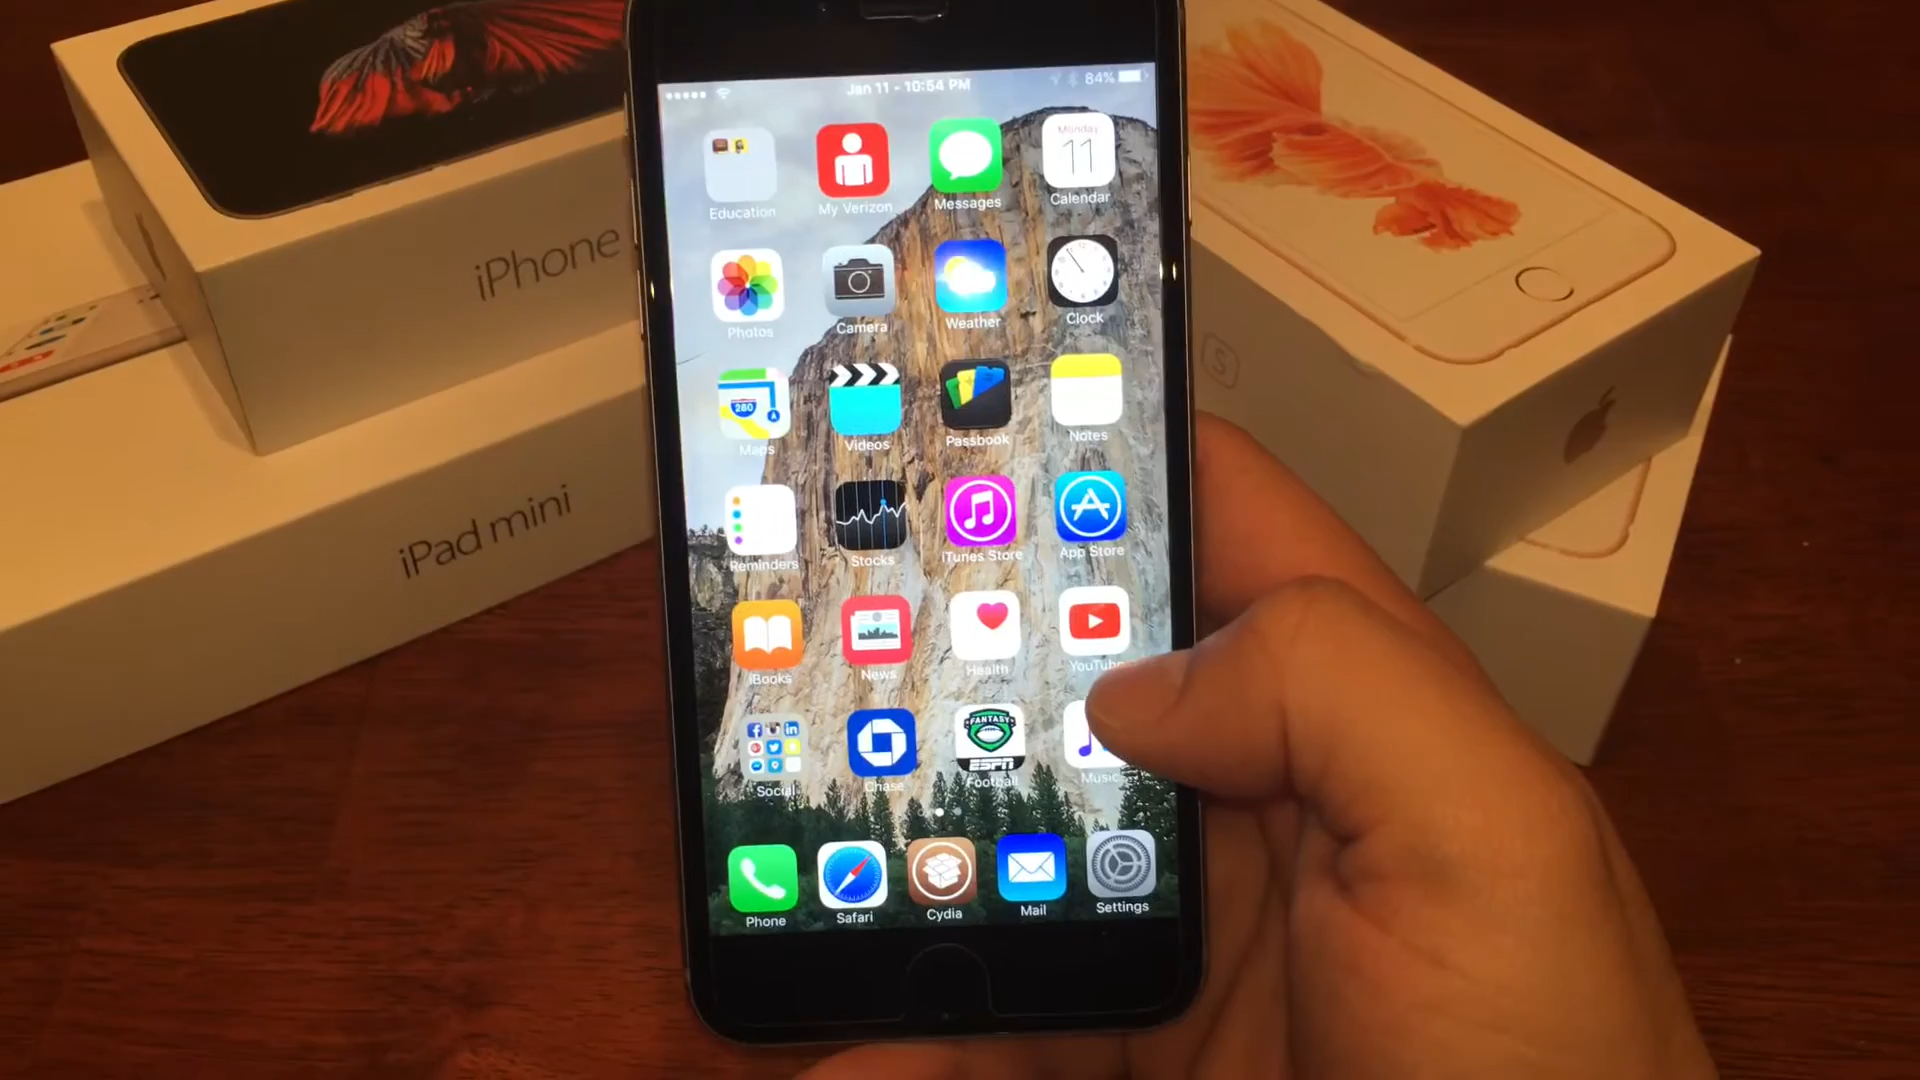 iPhone
iPad mini
S
Jan 11 - 10:54 PM
84%
Education
My Verizon
Messages
Monday
11
Calendar
Photos
Camera
Weather
Clock
280
A
Maps
Videos
Passbook
Notes
Reminders
Stocks
iTunes Store
App Store
iBooks
News
Health
YouTube
Social
Chase
FANTASY
ESPN
Football
Music
Phone
Safari
Cydia
Mail
Settings